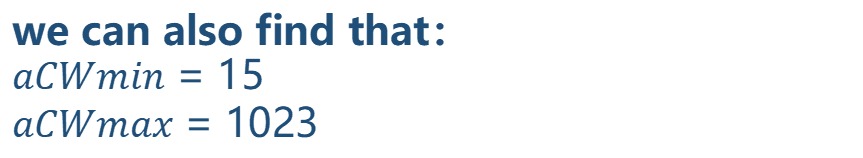 we can also find that：
aCWmin = 15
aCWmax = 1023